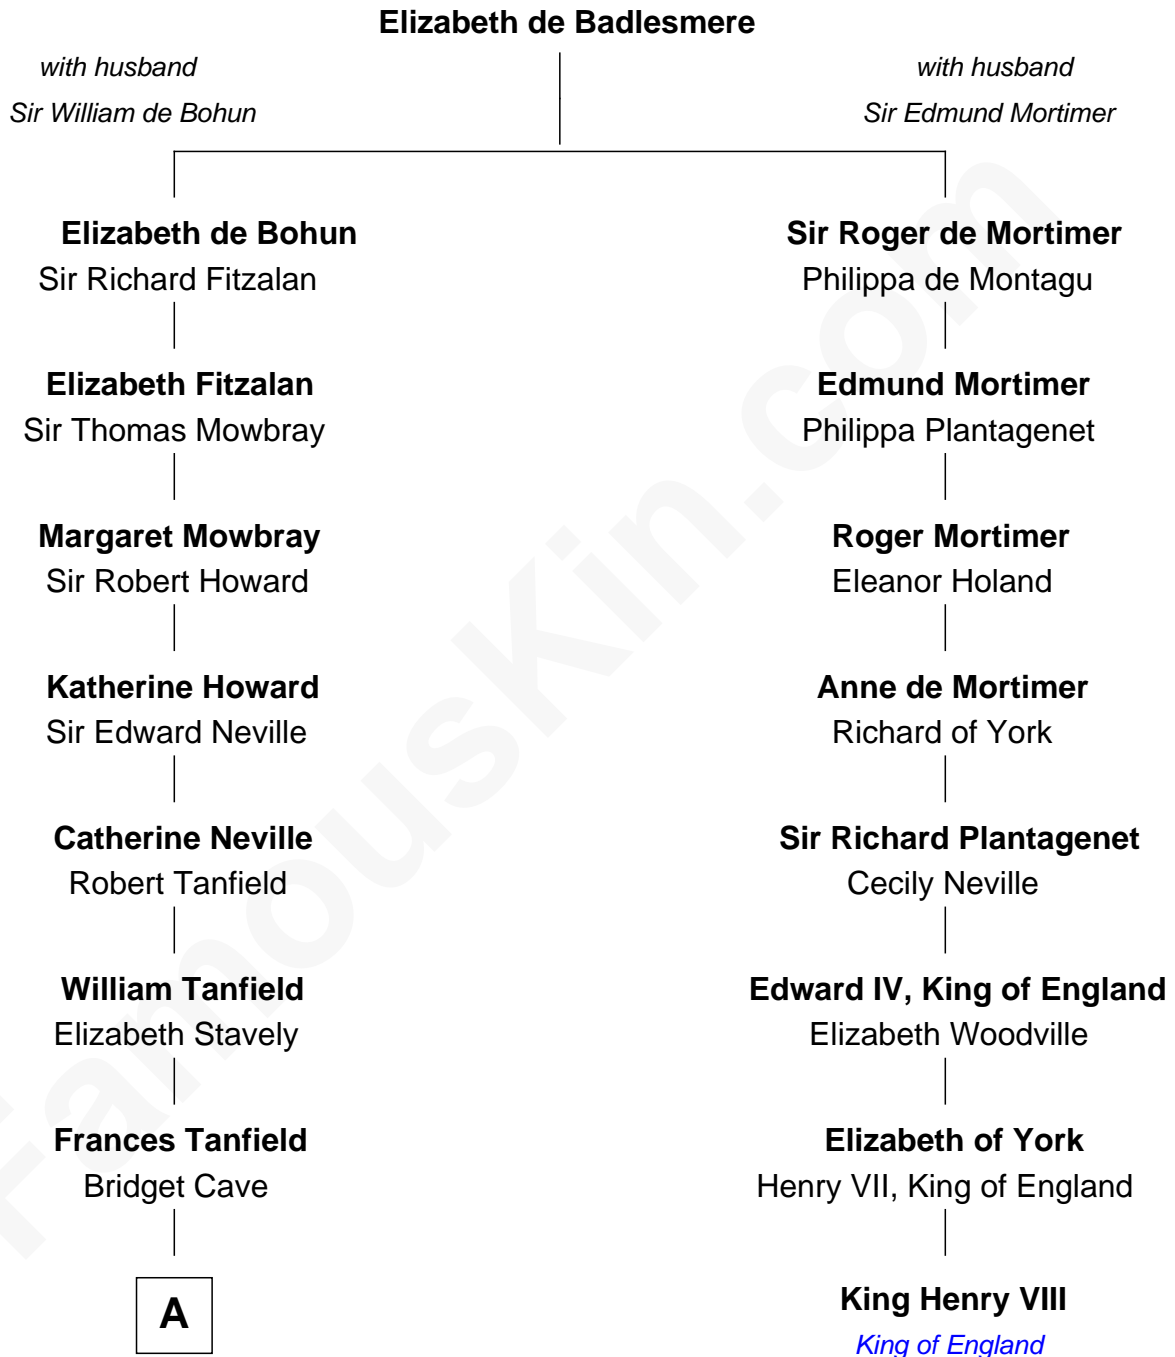 Elizabeth de Badlesmere
with husband
Sir William de Bohun
with husband
Sir Edmund Mortimer
Elizabeth de Bohun
Sir Richard Fitzalan
Elizabeth Fitzalan
Sir Thomas Mowbray
Margaret Mowbray
Sir Robert Howard
Katherine Howard
Sir Edward Neville
Catherine Neville
Robert Tanfield
William Tanfield
Elizabeth Stavely
Frances Tanfield
Bridget Cave
A
Sir Roger de Mortimer
Philippa de Montagu
Edmund Mortimer
Philippa Plantagenet
Roger Mortimer
Eleanor Holand
Anne de Mortimer
Richard of York
Sir Richard Plantagenet
Cecily Neville
Edward IV, King of England
Elizabeth Woodville
Elizabeth of York
Henry VII, King of England
King Henry VIII
King of England
FamousKin.com